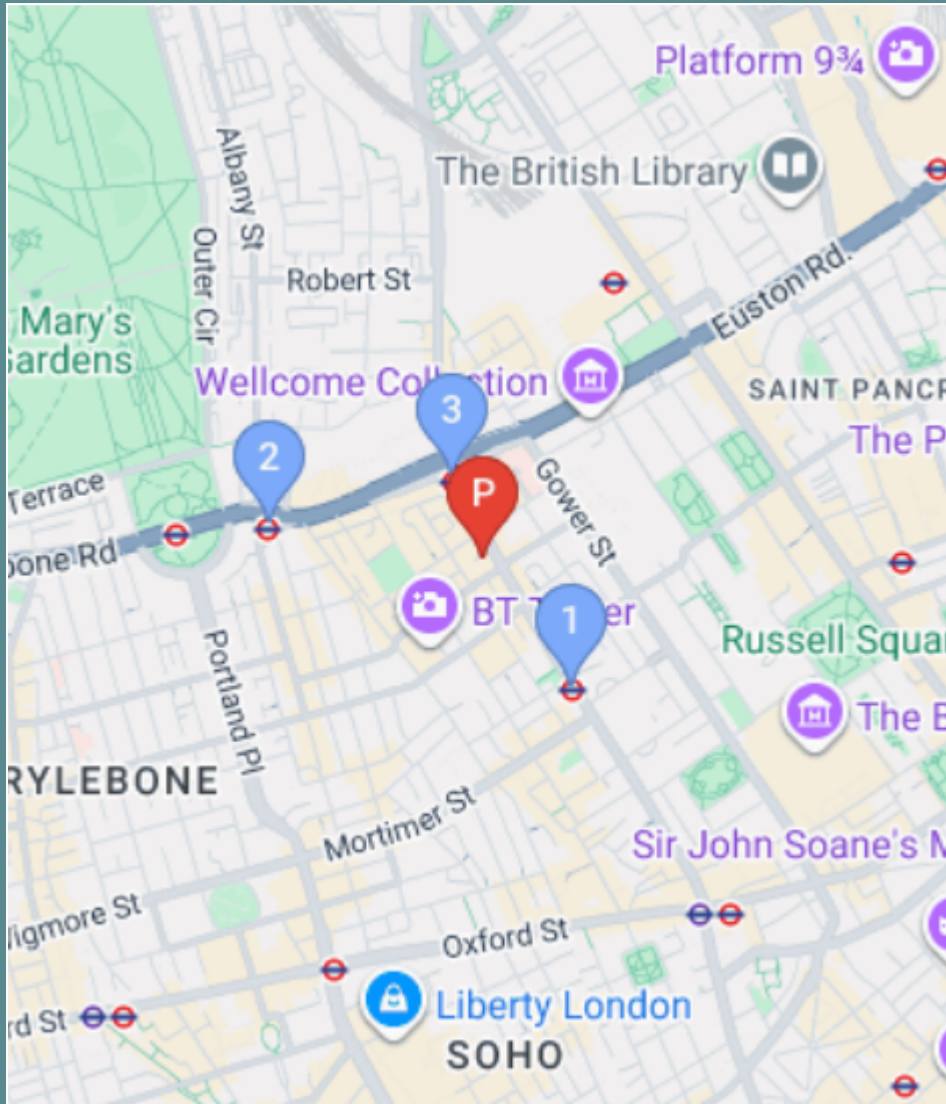 Platform 9¾
The British Library
Albany St
Outer Cir
Robert St
Euston Rd.
Mary's
Gardens
Wellcome Collection
SAINT PANCR
The P
3
2
Terrace
P
Gower St
bone Rd
BT Tower
1
Russell Squar
Portland Pl
The B
RYLEBONE
Mortimer St
Sir John Soane's M
Wigmore St
Oxford St
Liberty London
rd St
SOHO